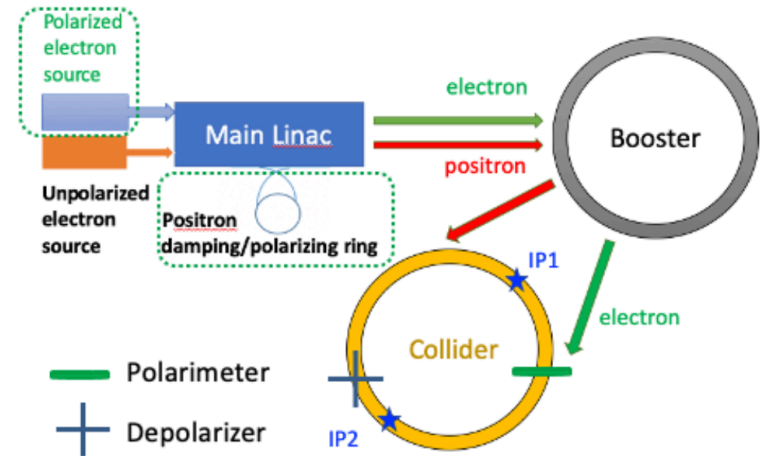 Polarized
electron
source
Main Linac
electron
positron
Booster
Unpolarized
electron
source
Positron
damping/polarizing ring
IP1
electron
Collider
Polarimeter
Depolarizer
IP2